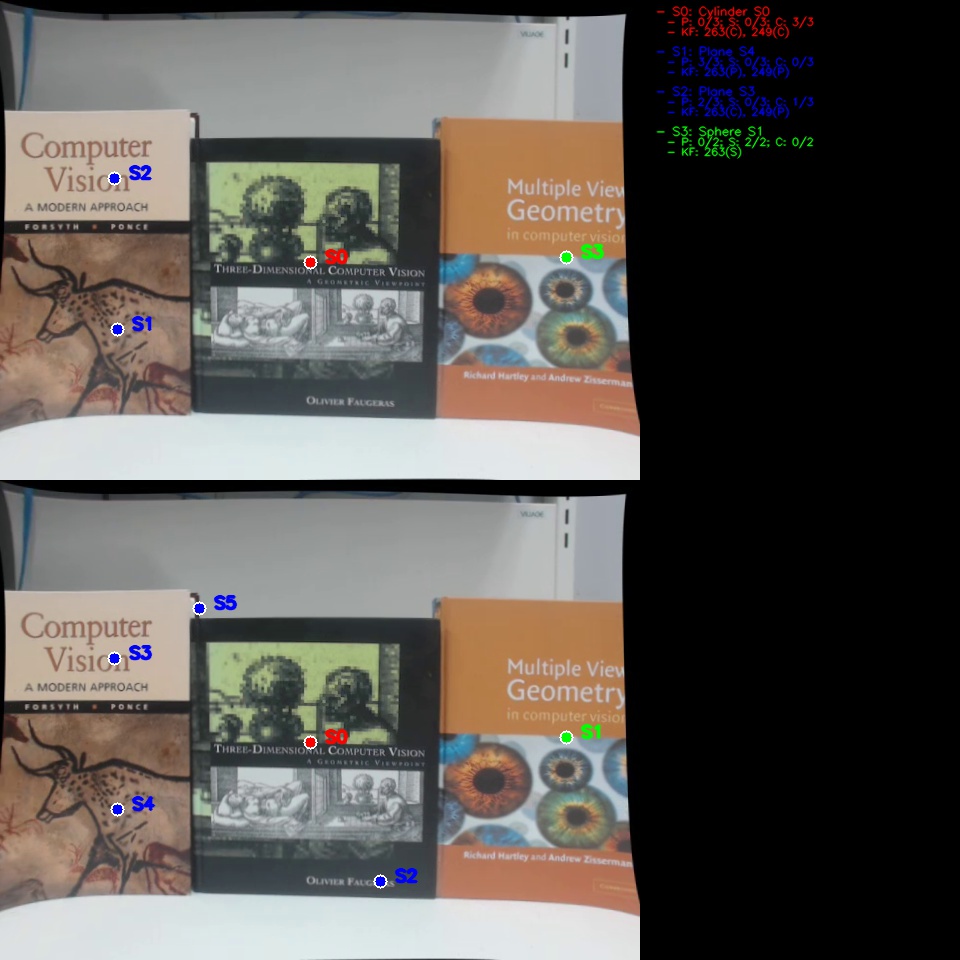 - S0: Cylinder S0
- P: 0/3; S: 0/3; C: 3/3
- KF: 263(C), 249(C)
- S1: Plane S4
- P: 3/3; S: 0/3; C: 0/3
- KF: 263(P), 249(P)
- S2: Plane S3
- P: 2/3; S: 0/3; C: 1/3
- KF: 263(C), 249(P)
- S3: Sphere S1
- P: 0/2; S: 2/2; C: 0/2
- KF: 263(S)
Computer
Vision
S2
A MODERN APPROACH
FORSYTH PONCE
S1
S0
THREE-DIMENSIONAL COMPUTER VISION
A GEOMETRIC VIEWPOINT
OLIVIER FAUGERAS
Multiple View
Geometry
in computer vision
S3
Richard Hartley and Andrew Zisserman
S5
Computer
Vision
S3
A MODERN APPROACH
FORSYTH PONCE
S4
S0
THREE-DIMENSIONAL COMPUTER VISION
A GEOMETRIC VIEWPOINT
OLIVIER
S2
Multiple View
Geometry
in computer vision
S1
Richard Hartley and Andrew Zisserman